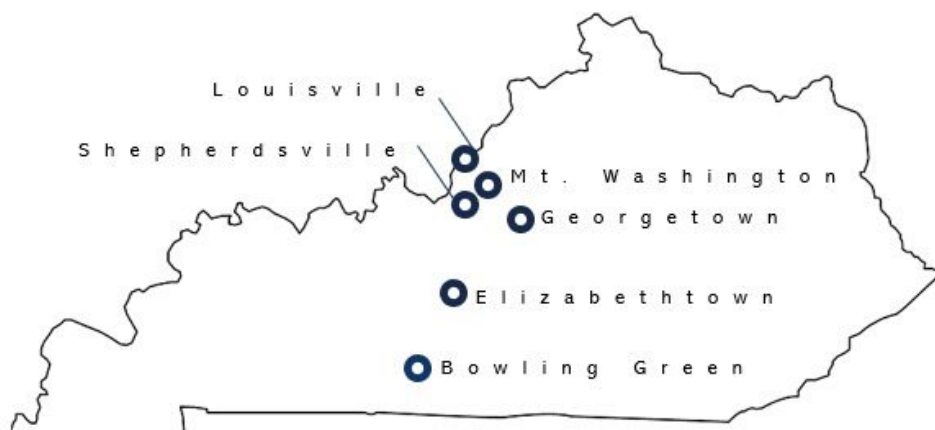 Louisville
Shepherdsville
Mt. Washington
Georgetown
Elizabethtown
Bowling Green